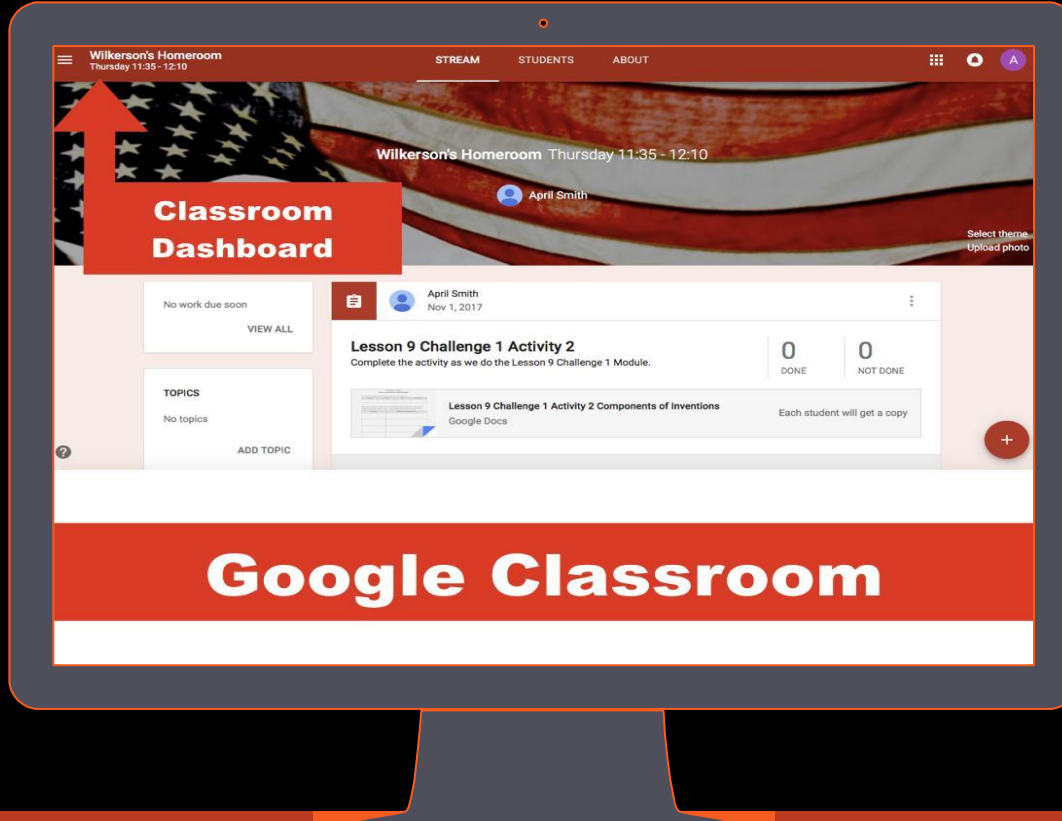 Wilkerson's Homeroom
Thursday 11:35 - 12:10
STREAM STUDENTS ABOUT
A
Wilkerson's Homeroom Thursday 11:35 - 12:10
April Smith
Classroom
Dashboard
Select theme
Upload photo
No work due soon
VIEW ALL
TOPICS
No topics
ADD TOPIC
April Smith
Nov 1, 2017
Lesson 9 Challenge 1 Activity 2
Complete the activity as we do the Lesson 9 Challenge 1 Module.
0
DONE
0
NOT DONE
Lesson 9 Challenge 1 Activity 2 Components of Inventions
Google Docs
Each student will get a copy
?
+
Google Classroom